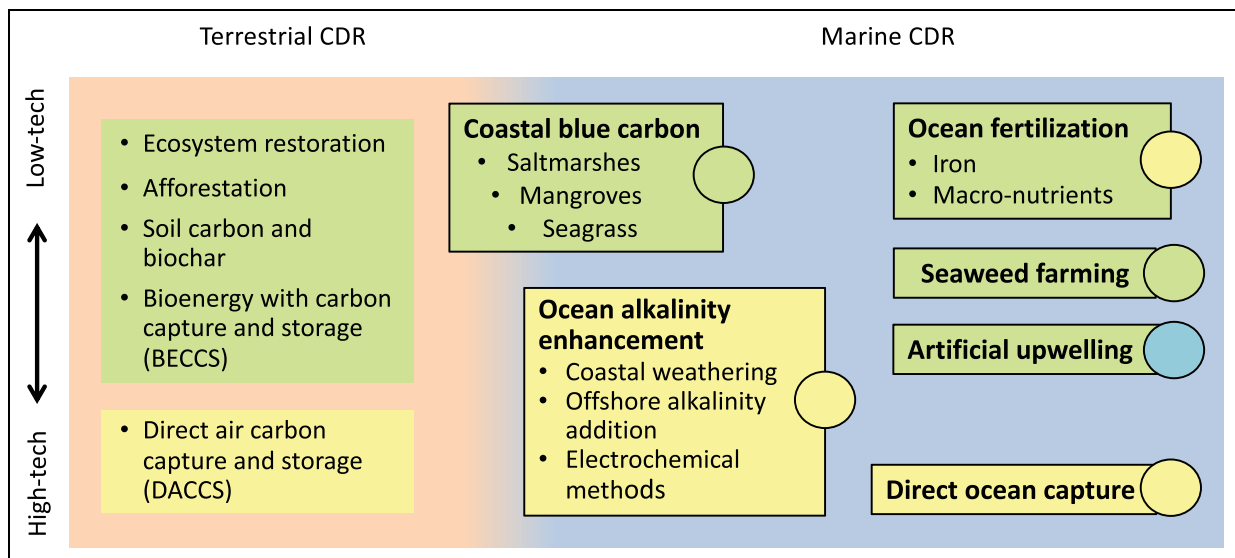 Terrestrial CDR
Marine CDR
Low-tech
High-tech
• Ecosystem restoration
• Afforestation
• Soil carbon and
biochar
• Bioenergy with carbon
capture and storage
(BECCS)
• Direct air carbon
capture and storage
(DACCS)
Coastal blue carbon
• Saltmarshes
• Mangroves
• Seagrass
Ocean alkalinity
enhancement
• Coastal weathering
• Offshore alkalinity
addition
• Electrochemical
methods
Ocean fertilization
• Iron
• Macro-nutrients
Seaweed farming
Artificial upwelling
Direct ocean capture